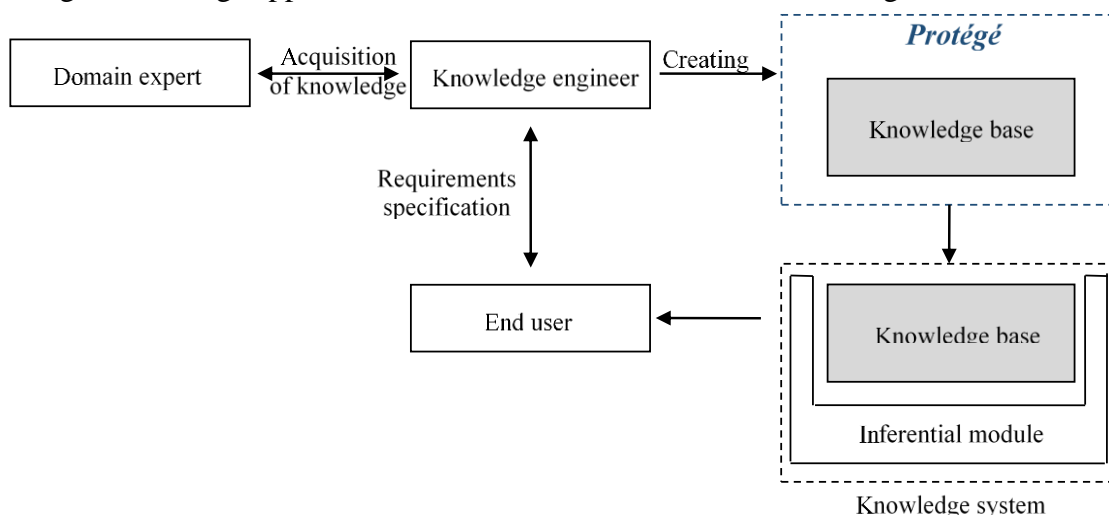 Domain expert
Acquisition
of knowledge
Knowledge engineer
Creating
Protégé
Knowledge base
Requirements
specification
End user
Knowledge base
Inferential module
Knowledge system